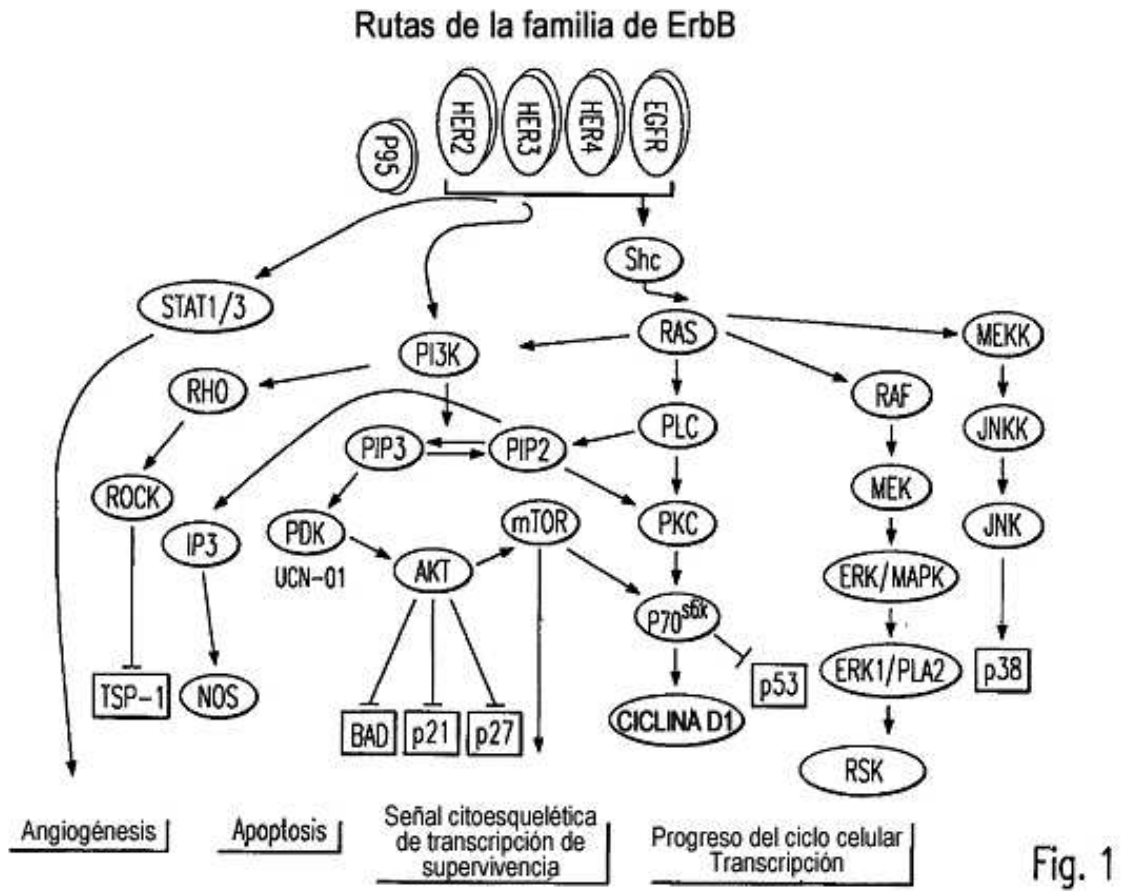 Rutas de la familia de ErbB
P95
HER2
HER3
HER4
EGFR
Shc
STAT1/3
RAS
MEKK
PI3K
RHO
RAF
JNKK
PLC
PIP3
PIP2
ROCK
MEK
IP3
PDK
mTOR
PKC
JNK
UCN-01
AKT
ERK/MAPK
P70s6k
TSP-1
NOS
p53
ERK1/PLA2
p38
BAD
p21
p27
CICLINA D1
RSK
Angiogénesis
Apoptosis
Señal citoesquelética
de transcripción de
supervivencia
Progreso del ciclo celular
Transcripción
Fig. 1